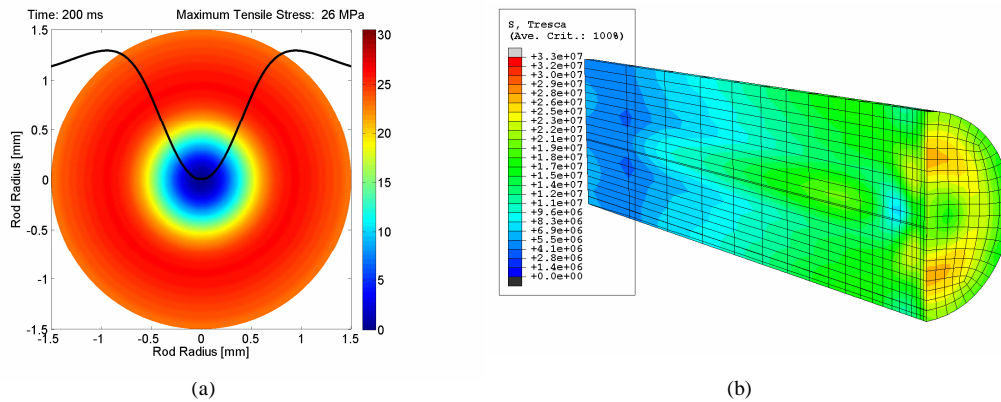 Time: 200 ms
Maximum Tensile Stress: 26 MPa
1.5
1
0.5
0
-0.5
-1
-1.5
Rod Radius [mm]
-1.5
-1
-0.5
0
0.5
1
1.5
Rod Radius [mm]
30
25
20
15
10
5
0
(a)
S, Tresca
(Ave. Crit.: 100%)
+3.3e+07
+3.2e+07
+3.0e+07
+2.9e+07
+2.8e+07
+2.6e+07
+2.5e+07
+2.3e+07
+2.2e+07
+2.1e+07
+1.9e+07
+1.8e+07
+1.7e+07
+1.5e+07
+1.4e+07
+1.2e+07
+1.1e+07
+9.6e+06
+8.3e+06
+6.9e+06
+5.5e+06
+4.1e+06
+2.8e+06
+1.4e+06
+0.0e+00
(b)